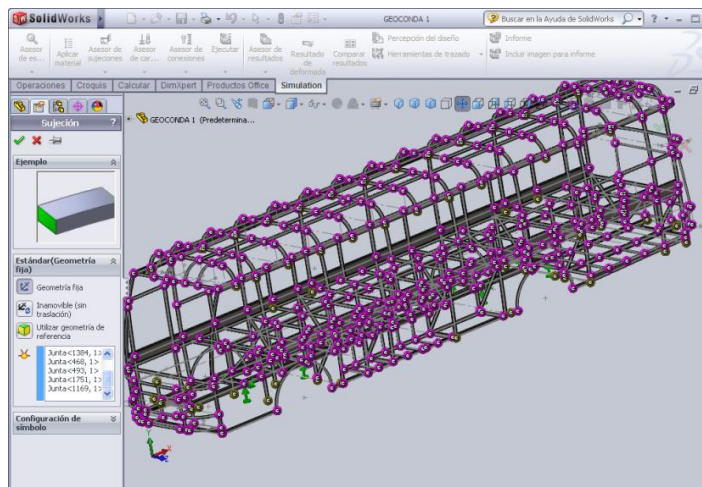 SolidWorks
GEOCONDA 1
Buscar en la Ayuda de SolidWorks
?
Asesor de es...
Aplicar material
Asesor de sujeciones
Asesor de car...
Asesor de conexiones
Ejecutar
Asesor de resultados
Resultado de deformada
Comparar resultados
Percepción del diseño
Herramientas de trazado
Informe
Incluir imagen para informe
Operaciones Croquis Calcular DimXpert Productos Office Simulation
Sujeción ?
GEOCONDA 1 (Predetermina...
Ejemplo
Estándar(Geometría fija)
Geometría fija
Inamovible (sin traslación)
Utilizar geometría de referencia
Junta<1384, 1>
Junta<468, 1>
Junta<493, 1>
Junta<1751, 1>
Junta<1169, 1>
Configuración de símbolo
Y
X
Z